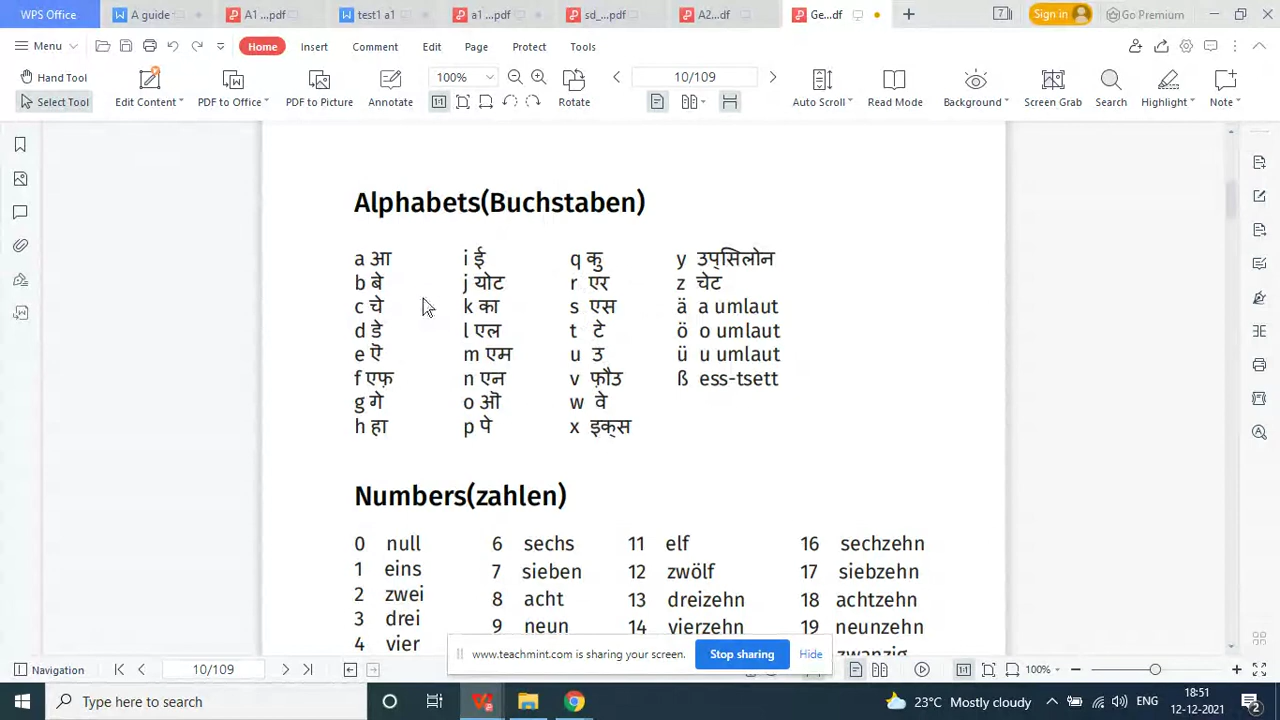 WPS Office
A guide
A1 ...pdf
test1 a1
a1 ....pdf
sd_...pdf
A2...df
Ge...df
7
Sign in
Go Premium
Menu
Home
Insert
Comment
Edit
Page
Protect
Tools
Hand Tool
Select Tool
Edit Content
PDF to Office
PDF to Picture
Annotate
100%
Rotate
10/109
Auto Scroll
Read Mode
Background
Screen Grab
Search
Highlight
Note
Alphabets(Buchstaben)
a आ i ई q कु y उप्सिलोन
b बे j योट r एर z चेट
c चे k का s एस ä a umlaut
d डे l एल t टे ö o umlaut
e ऎ m एम u उ ü u umlaut
f एफ़ n एन v फ़ौउ ß ess-tsett
g गे o ऒ w वे
h हा p पे x इक्स
Numbers(zahlen)
0 null 6 sechs 11 elf 16 sechzehn
1 eins 7 sieben 12 zwölf 17 siebzehn
2 zwei 8 acht 13 dreizehn 18 achtzehn
3 drei 9 neun 14 vierzehn 19 neunzehn
4 vier zwanzig
www.teachmint.com is sharing your screen.
Stop sharing
Hide
Navigation
10/109
100%
Type here to search
23°C Mostly cloudy
ENG
18:51
12-12-2021
2